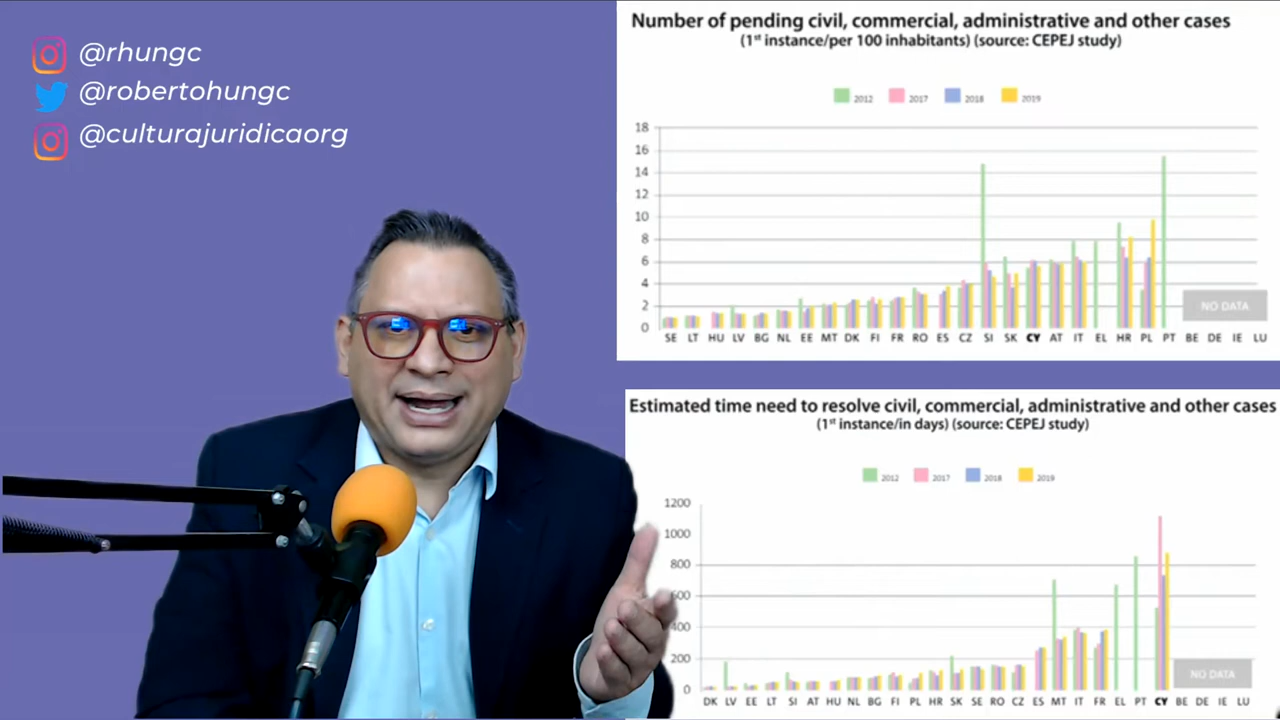 @rhungc
@robertohungc
@culturajuridicaorg
Number of pending civil, commercial, administrative and other cases
(1st instance/per 100 inhabitants) (source: CEPEJ study)
2012 2017 2018 2019
18
16
14
12
10
8
6
4
2
0
NO DATA
SE LT HU LV BG NL EE MT DK FI FR RO ES CZ SI SK CY AT IT EL HR PL PT BE DE IE LU
Estimated time need to resolve civil, commercial, administrative and other cases
(1st instance/in days) (source: CEPEJ study)
2012 2017 2018 2019
1200
1000
800
600
400
200
0
NO DATA
DK LV EE LT SI AT HU NL BG FI PL HR SK SE RO CZ ES MT IT FR EL PT CY BE DE IE LU